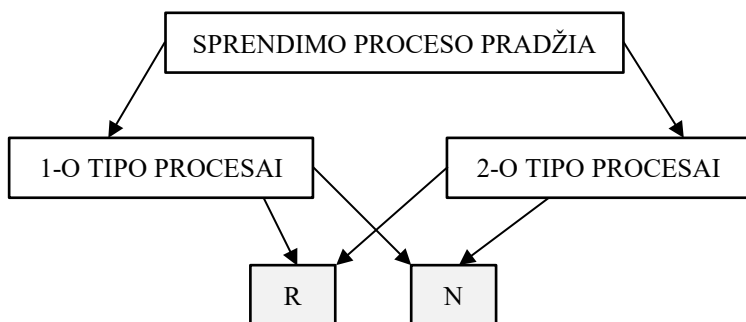 SPRENDIMO PROCESO PRADŽIA
1-O TIPO PROCESAI
2-O TIPO PROCESAI
R
N